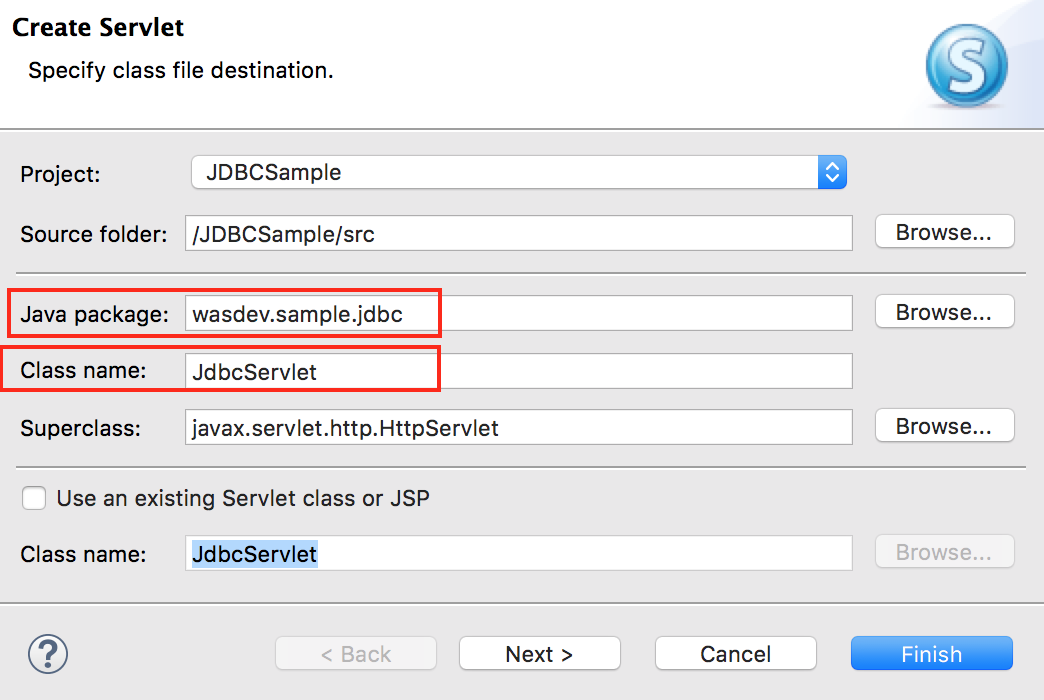 Create Servlet
Specify class file destination.
S
Project: JDBCSample
Source folder: /JDBCSample/src Browse...
Java package: wasdev.sample.jdbc Browse...
Class name: JdbcServlet
Superclass: javax.servlet.http.HttpServlet Browse...
Use an existing Servlet class or JSP
Class name: JdbcServlet Browse...
? < Back Next > Cancel Finish